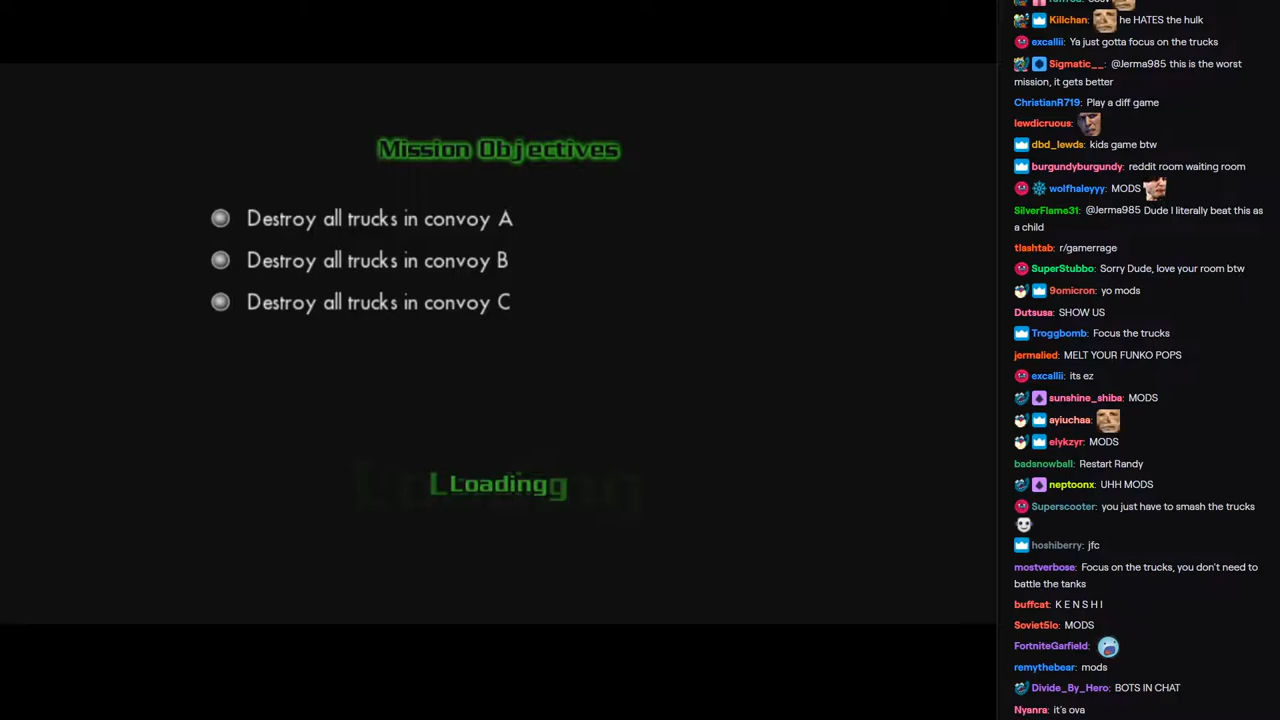 Mission Objectives
Destroy all trucks in convoy A
Destroy all trucks in convoy B
Destroy all trucks in convoy C
Loading
Killchan: he HATES the hulk
excallii: Ya just gotta focus on the trucks
Sigmatic__: @Jerma985 this is the worst
mission, it gets better
ChristianR719: Play a diff game
lewdicruous:
dbd_lewds: kids game btw
burgundyburgundy: reddit room waiting room
wolfhaleyyy: MODS
SilverFlame31: @Jerma985 Dude I literally beat this as
a child
tlashtab: r/gamerrage
SuperStubbo: Sorry Dude, love your room btw
9omicron: yo mods
Dutsusa: SHOW US
Troggbomb: Focus the trucks
jermalied: MELT YOUR FUNKO POPS
excallii: its ez
sunshine_shiba: MODS
ayiuchaa:
elykzyr: MODS
badsnowball: Restart Randy
neptoonx: UHH MODS
Superscooter: you just have to smash the trucks
hoshiberry: jfc
mostverbose: Focus on the trucks, you don't need to
battle the tanks
buffcat: K E N S H I
Soviet5lo: MODS
FortniteGarfield:
remythebear: mods
Divide_By_Hero: BOTS IN CHAT
Nyanra: it's ova